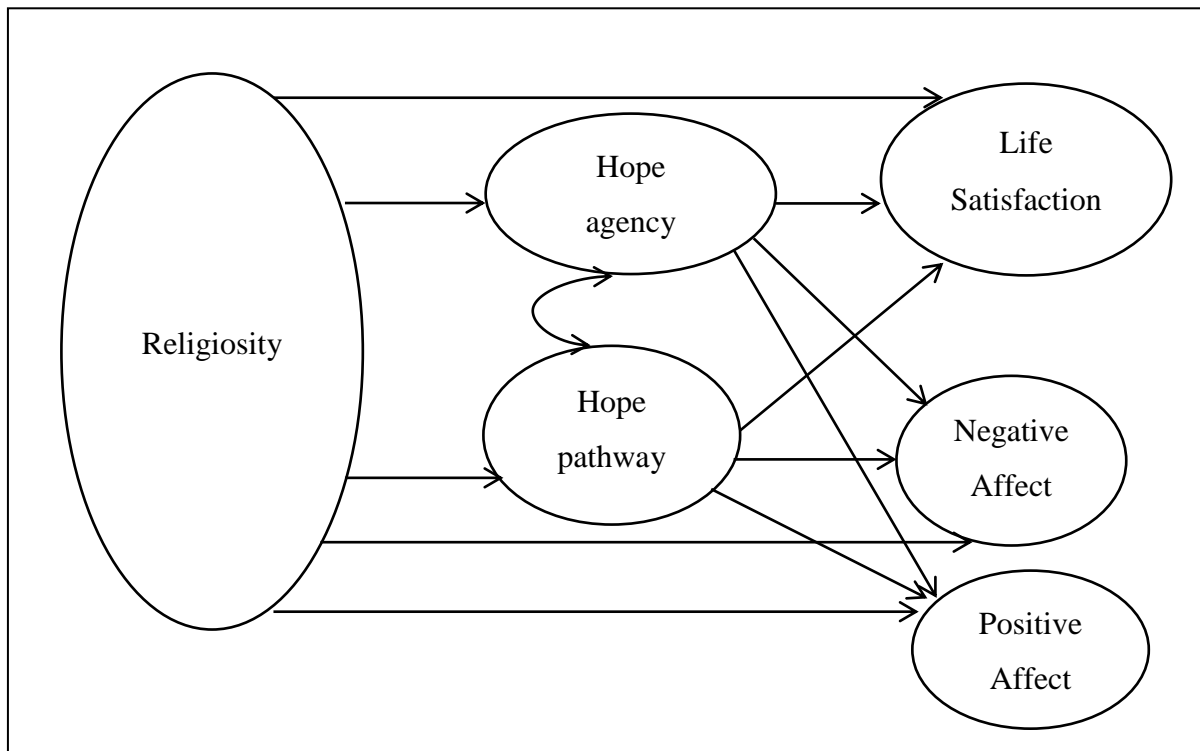 Religiosity
Hope
agency
Hope
pathway
Life
Satisfaction
Negative
Affect
Positive
Affect